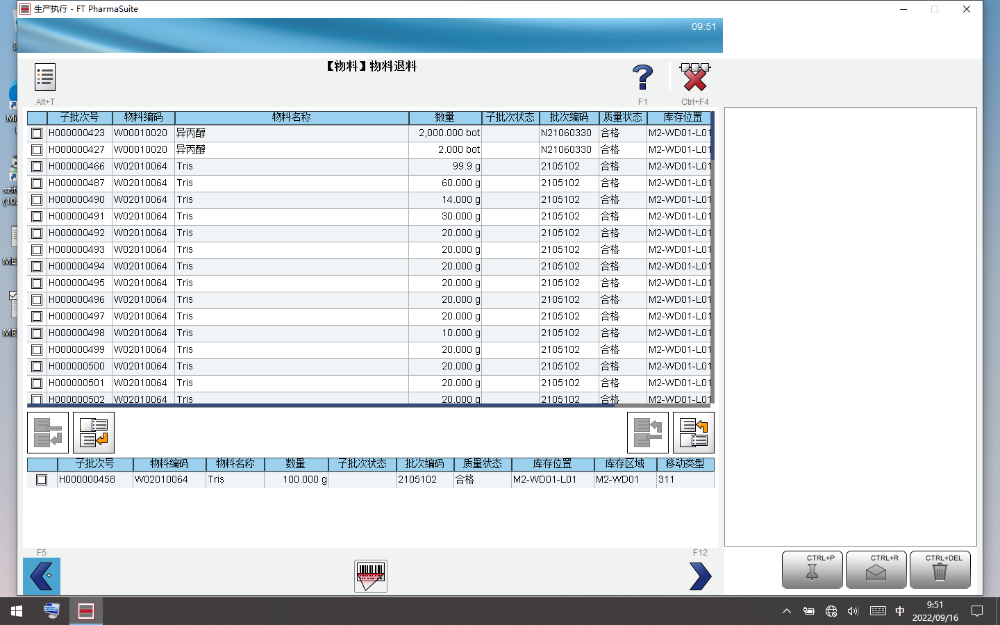 生产执行 - FT PharmaSuite
09:51
【物料】物料退料
Alt+T
F1
Ctrl+F4
子批次号 物料编码 物料名称 数量 子批次状态 批次编码 质量状态 库存位置
H000000423 W00010020 异丙醇 2,000.000 bot N21060330 合格 M2-WD01-L01
H000000427 W00010020 异丙醇 2.000 bot N21060330 合格 M2-WD01-L01
H000000466 W02010064 Tris 99.9 g 2105102 合格 M2-WD01-L01
H000000487 W02010064 Tris 60.000 g 2105102 合格 M2-WD01-L01
H000000490 W02010064 Tris 14.000 g 2105102 合格 M2-WD01-L01
H000000491 W02010064 Tris 30.000 g 2105102 合格 M2-WD01-L01
H000000492 W02010064 Tris 20.000 g 2105102 合格 M2-WD01-L01
H000000493 W02010064 Tris 20.000 g 2105102 合格 M2-WD01-L01
H000000494 W02010064 Tris 20.000 g 2105102 合格 M2-WD01-L01
H000000495 W02010064 Tris 20.000 g 2105102 合格 M2-WD01-L01
H000000496 W02010064 Tris 20.000 g 2105102 合格 M2-WD01-L01
H000000497 W02010064 Tris 20.000 g 2105102 合格 M2-WD01-L01
H000000498 W02010064 Tris 10.000 g 2105102 合格 M2-WD01-L01
H000000499 W02010064 Tris 20.000 g 2105102 合格 M2-WD01-L01
H000000500 W02010064 Tris 20.000 g 2105102 合格 M2-WD01-L01
H000000501 W02010064 Tris 20.000 g 2105102 合格 M2-WD01-L01
H000000502 W02010064 Tris 20.000 g 2105102 合格 M2-WD01-L01
子批次号 物料编码 物料名称 数量 子批次状态 批次编码 质量状态 库存位置 库存区域 移动类型
H000000458 W02010064 Tris 100.000 g 2105102 合格 M2-WD01-L01 M2-WD01 311
F5
F12
CTRL+P
CTRL+R
CTRL+DEL
中
9:51
2022/09/16